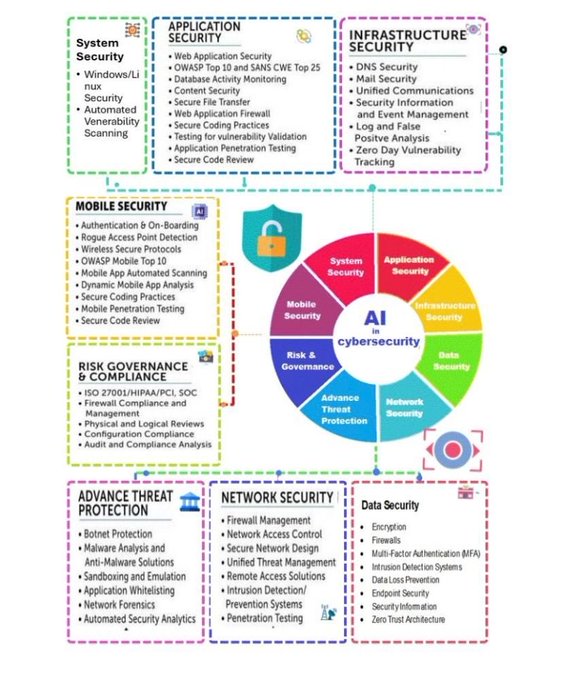 System
Security
• Windows/Li
nux
Security
• Automated
Venerability
Scanning
APPLICATION
SECURITY
• Web Application Security
• OWASP Top 10 and SANS CWE Top 25
• Database Activity Monitoring
• Content Security
• Secure File Transfer
• Web Application Firewall
• Secure Coding Practices
• Testing for vulnerability Validation
• Application Penetration Testing
• Secure Code Review
INFRASTRUCTURE
SECURITY
• DNS Security
• Mail Security
• Unified Communications
• Security Information
and Event Management
• Log and False
Positve Analysis
• Zero Day Vulnerability
Tracking
MOBILE SECURITY
AI
• Authentication & On-Boarding
• Rogue Access Point Detection
• Wireless Secure Protocols
• OWASP Mobile Top 10
• Mobile App Automated Scanning
• Dynamic Mobile App Analysis
• Secure Coding Practices
• Mobile Penetration Testing
• Secure Code Review
RISK GOVERNANCE
& COMPLIANCE
• ISO 27001/HIPAA/PCI, SOC
• Firewall Compliance and
Management
• Physical and Logical Reviews
• Configuration Compliance
• Audit and Compliance Analysis
System
Security
Application
Security
Mobile
Security
Infrastructure
Security
AI
in
cybersecurity
Risk &
Governance
Data
Security
Advance
Threat
Protection
Network
Security
ADVANCE THREAT
PROTECTION
• Botnet Protection
• Malware Analysis and
Anti-Malware Solutions
• Sandboxing and Emulation
• Application Whitelisting
• Network Forensics
• Automated Security Analytics
NETWORK SECURITY
• Firewall Management
• Network Access Control
• Secure Network Design
• Unified Threat Management
• Remote Access Solutions
• Intrusion Detection/
Prevention Systems
• Penetration Testing
Data Security
• Encryption
• Firewalls
• Multi-Factor Authentication (MFA)
• Intrusion Detection Systems
• Data Loss Prevention
• Endpoint Security
• Security Information
• Zero Trust Architecture